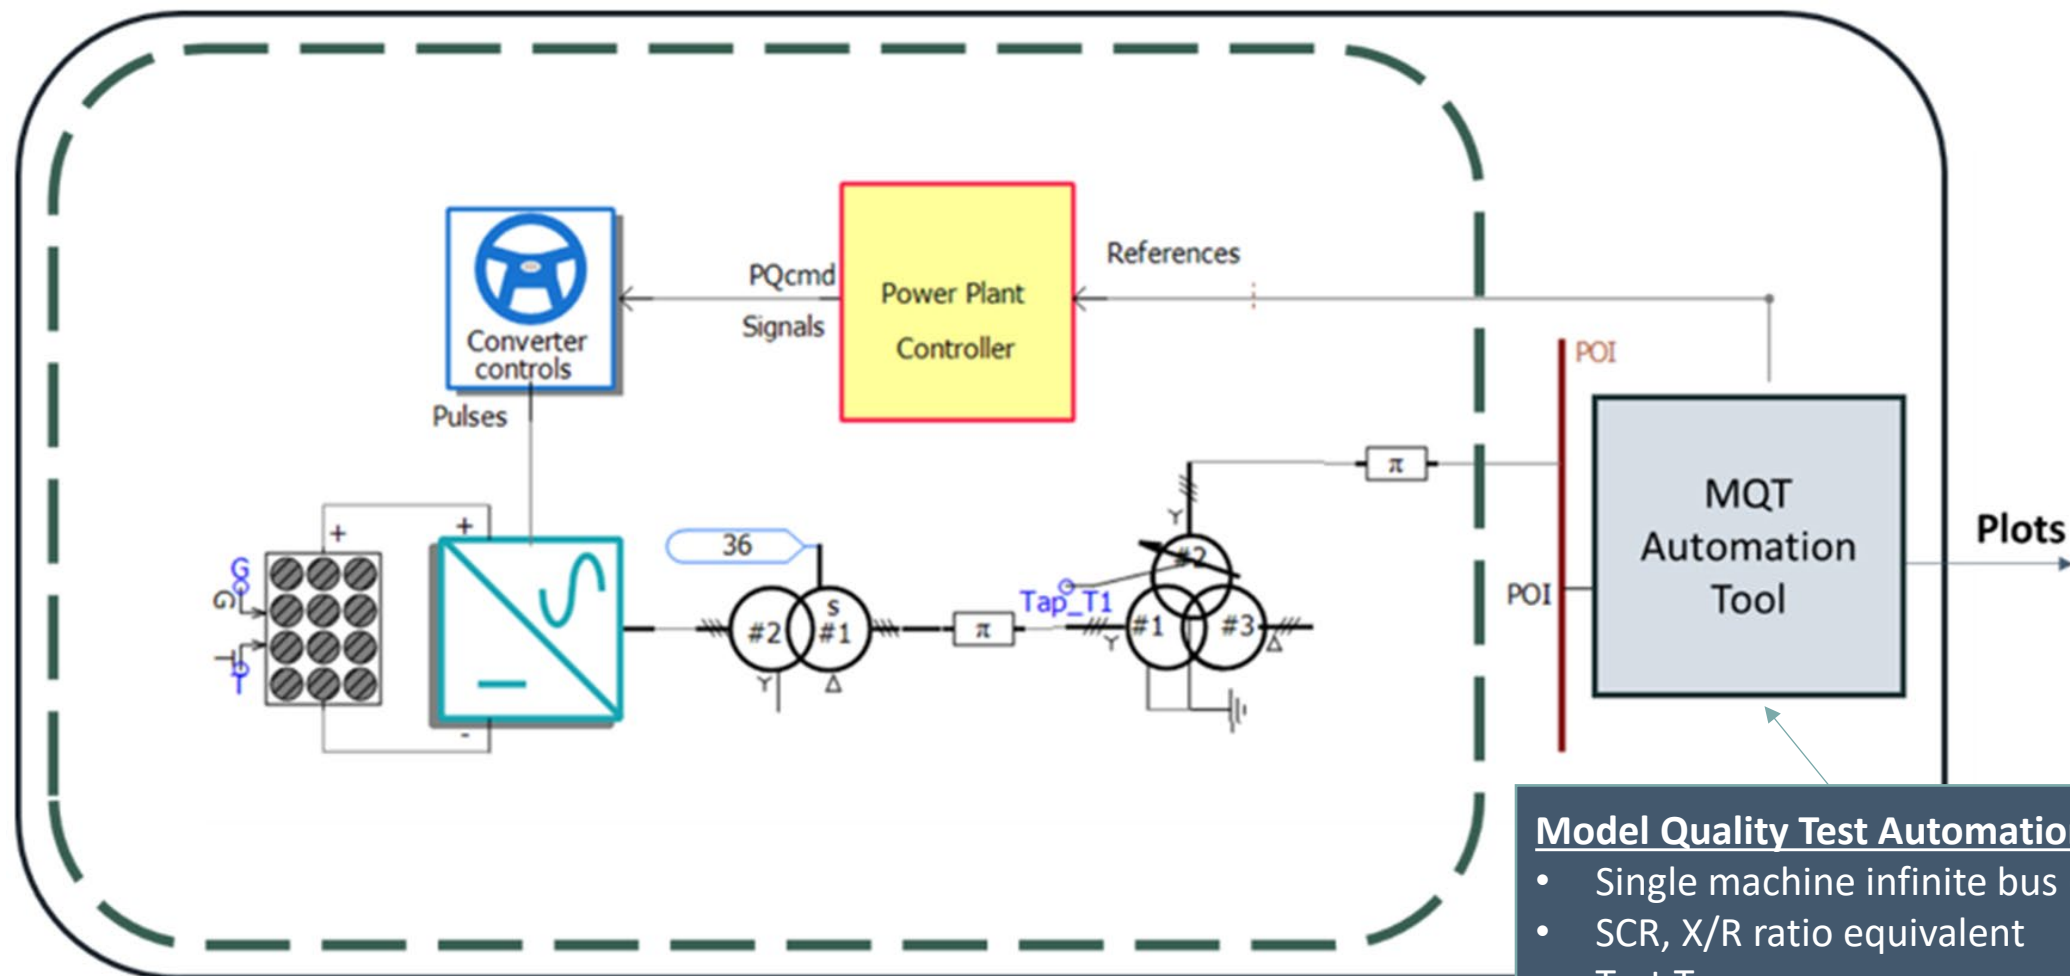 References
PQcmd
Signals
Power Plant
Controller
Converter
controls
Pulses
POI
π
MQT
Automation
Tool
Plots
POI
+
+
-
36
G
G
T
T
#2
S
#1
Y
Δ
π
Tap_T1
#2
#1
#3
Y
Y
Δ
Model Quality Test Automatio
• Single machine infinite bus
• SCR, X/R ratio equivalent